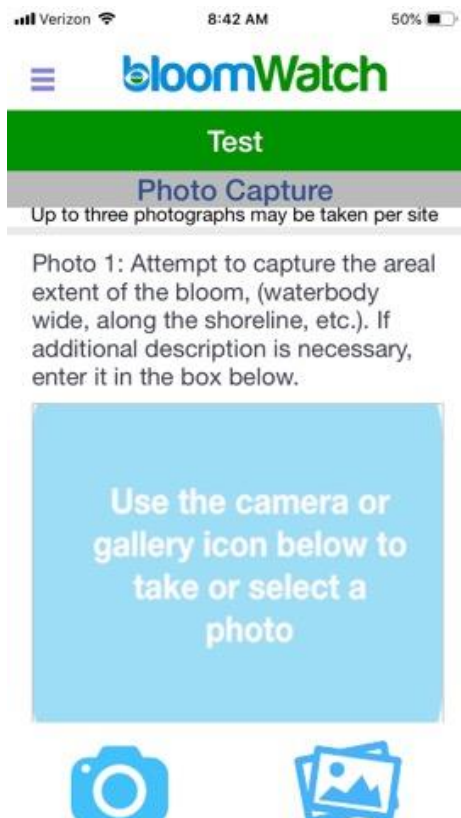 Verizon 8:42 AM 50%
bloomWatch
Test
Photo Capture
Up to three photographs may be taken per site
Photo 1: Attempt to capture the areal
extent of the bloom, (waterbody
wide, along the shoreline, etc.). If
additional description is necessary,
enter it in the box below.
Use the camera or
gallery icon below to
take or select a
photo